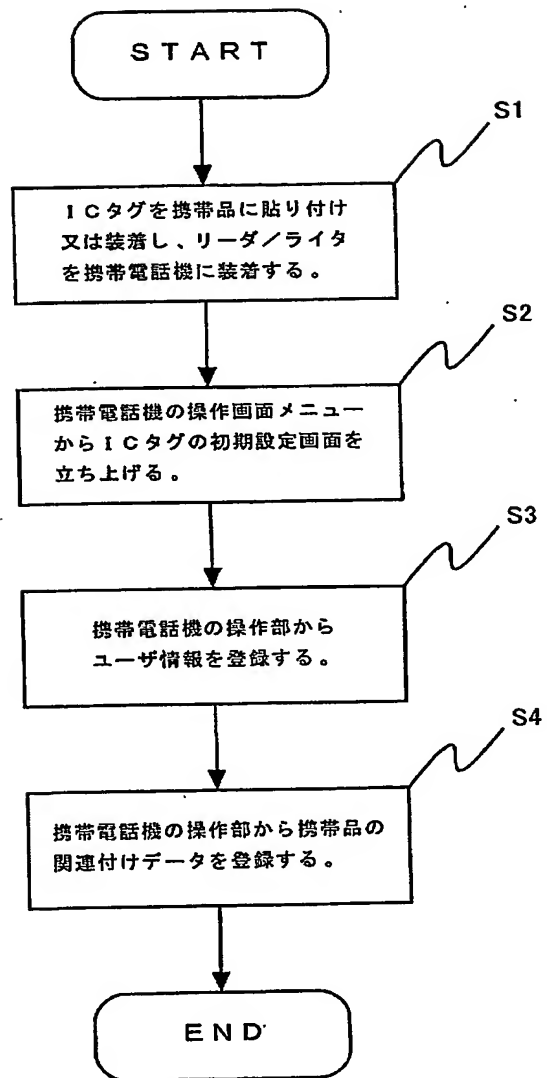 START
S1
ICタグを携帯品に貼り付け
又は装着し、リーダ/ライタ
を携帯電話機に装着する。
S2
携帯電話機の操作画面メニュー
からICタグの初期設定画面を
立ち上げる。
S3
携帯電話機の操作部から
ユーザ情報を登録する。
S4
携帯電話機の操作部から携帯品の
関連付けデータを登録する。
END